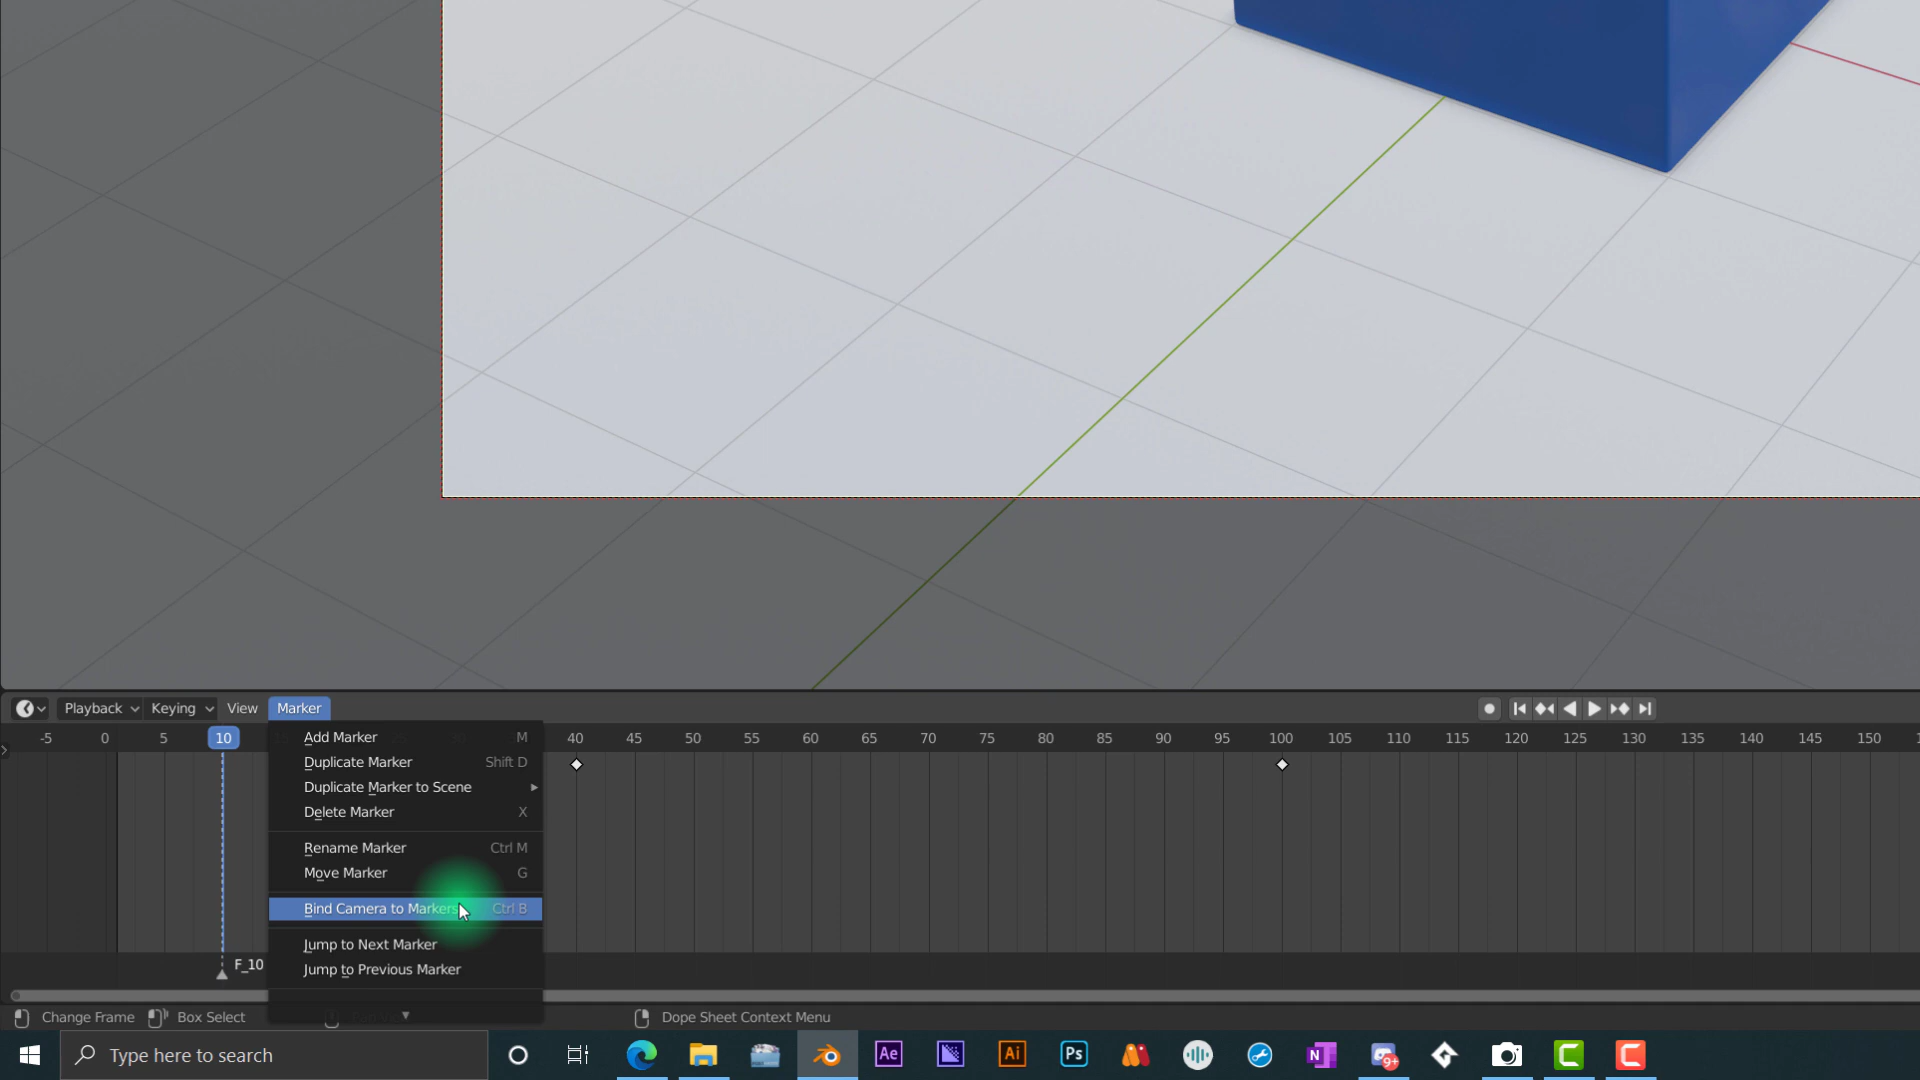 Playback Keying View Marker
-5 0 5 10 40 45 50 55 60 65 70 75 80 85 90 95 100 105 110 115 120 125 130 135 140 145 150
Add Marker M
Duplicate Marker Shift D
Duplicate Marker to Scene
Delete Marker X
Rename Marker Ctrl M
Move Marker G
Bind Camera to Markers Ctrl B
Jump to Next Marker
F_10
Jump to Previous Marker
Change Frame Box Select Dope Sheet Context Menu
Type here to search
Ae Ai Ps N 9+ C C